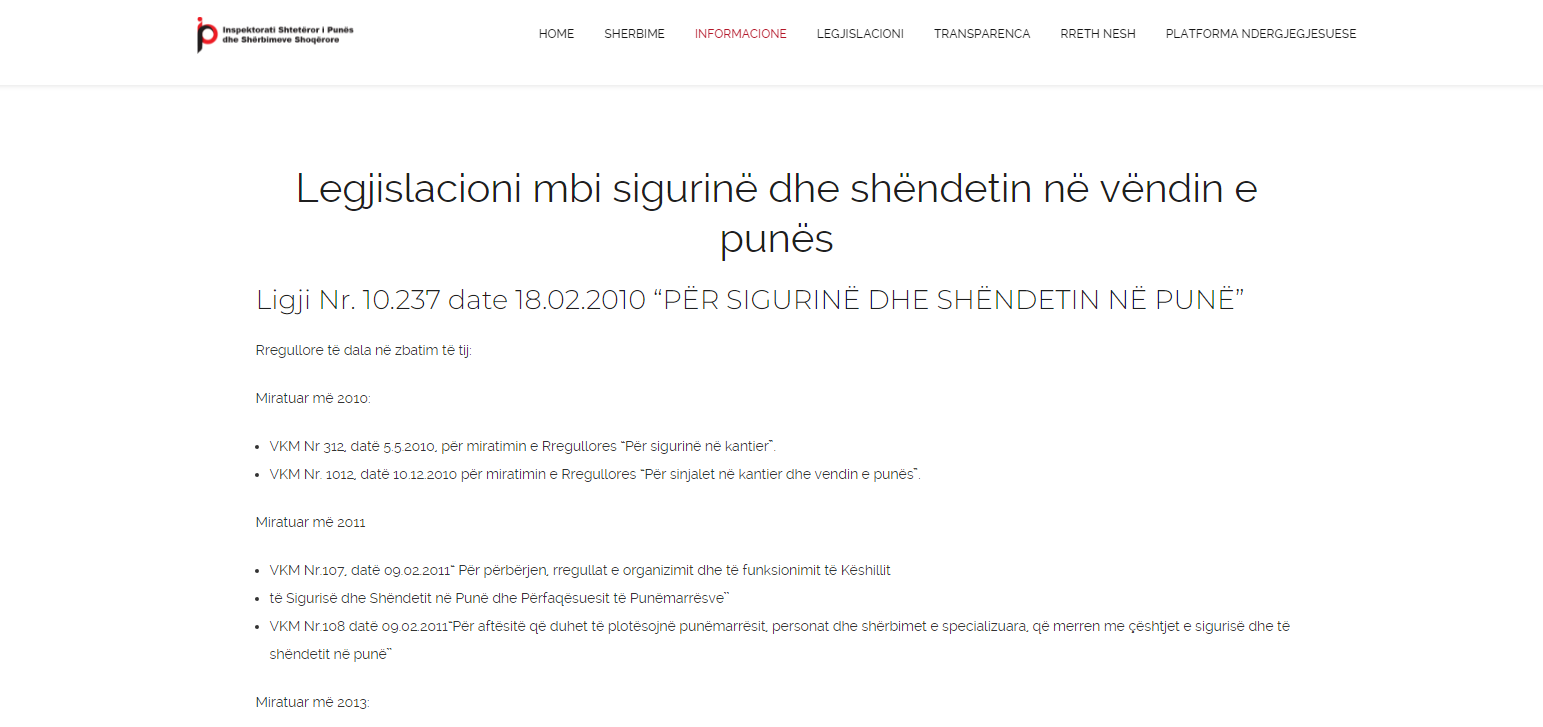 Inspektorati Shtetëror i Punës
dhe Shërbimeve Shoqërore
HOME SHERBIME INFORMACIONE LEGJISLACIONI TRANSPARENCA RRETH NESH PLATFORMA NDERGJEGJESUESE
Legjislacioni mbi sigurinë dhe shëndetin në vëndin e
punës
Ligji Nr. 10.237 date 18.02.2010 “PËR SIGURINË DHE SHËNDETIN NË PUNË”
Rregullore të dala në zbatim të tij:
Miratuar më 2010:
• VKM Nr 312, datë 5.5.2010, për miratimin e Rregullores “Për sigurinë në kantier”.
• VKM Nr. 1012, datë 10.12.2010 për miratimin e Rregullores “Për sinjalet në kantier dhe vendin e punës”.
Miratuar më 2011
• VKM Nr.107, datë 09.02.2011“ Për përbërjen, rregullat e organizimit dhe të funksionimit të Këshillit
• të Sigurisë dhe Shëndetit në Punë dhe Përfaqësuesit të Punëmarrësve``
• VKM Nr.108 datë 09.02.2011“Për aftësitë që duhet të plotësojnë punëmarrësit, personat dhe shërbimet e specializuara, që merren me çështjet e sigurisë dhe të
shëndetit në punë``
Miratuar më 2013: